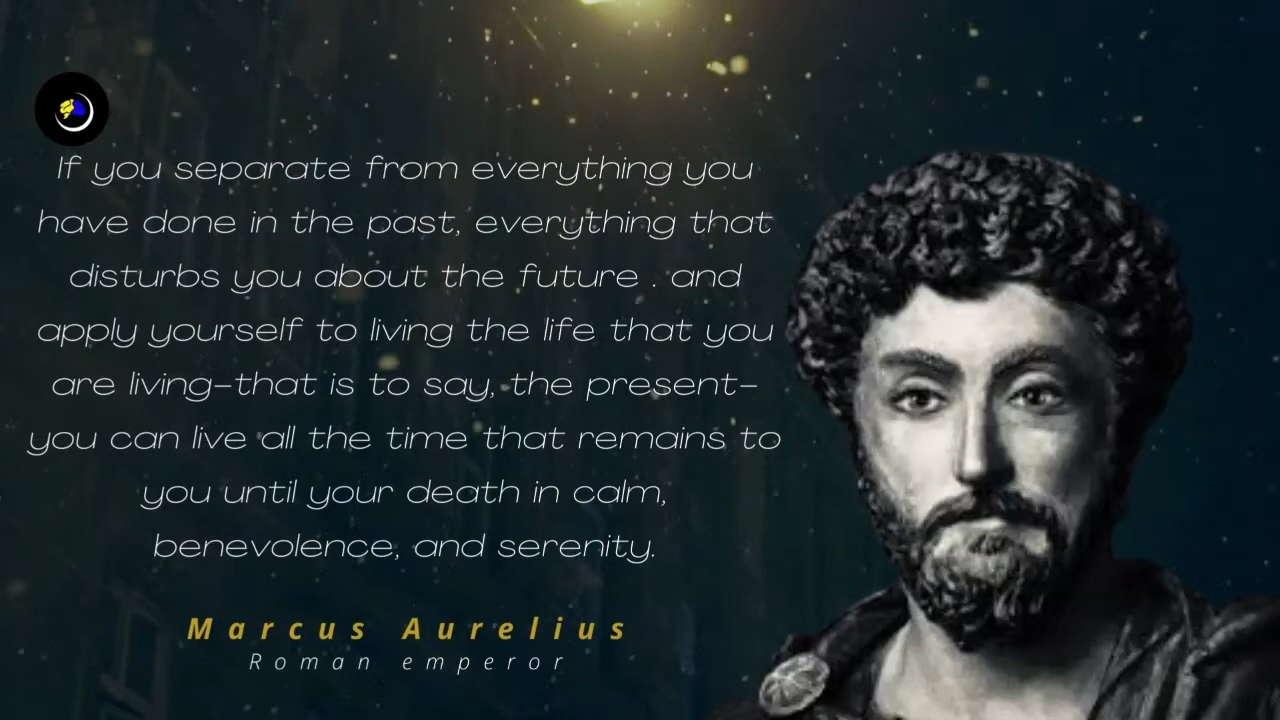 If you separate from everything you
have done in the past, everything that
disturbs you about the future . and
apply yourself to living the life that you
are living-that is to say, the present-
you can live all the time that remains to
you until your death in calm,
benevolence, and serenity.
Marcus Aurelius
Roman emperor